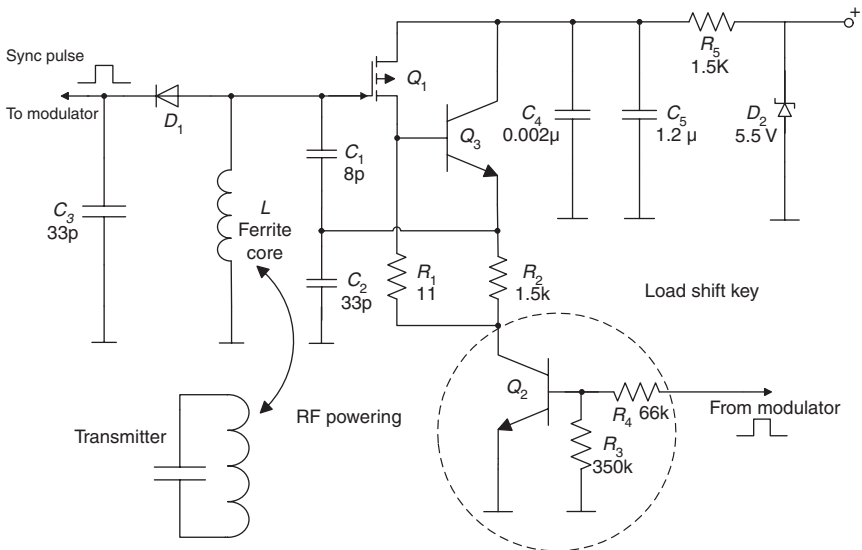 +
Sync pulse
To modulator
D1
Q1
Q3
R5
1.5K
C4
0.002µ
C5
1.2 µ
D2
5.5 V
C1
8p
C3
33p
L
Ferrite
core
C2
33p
R1
11
R2
1.5k
Load shift key
Transmitter
RF powering
Q2
R4 66k
From modulator
R3
350k